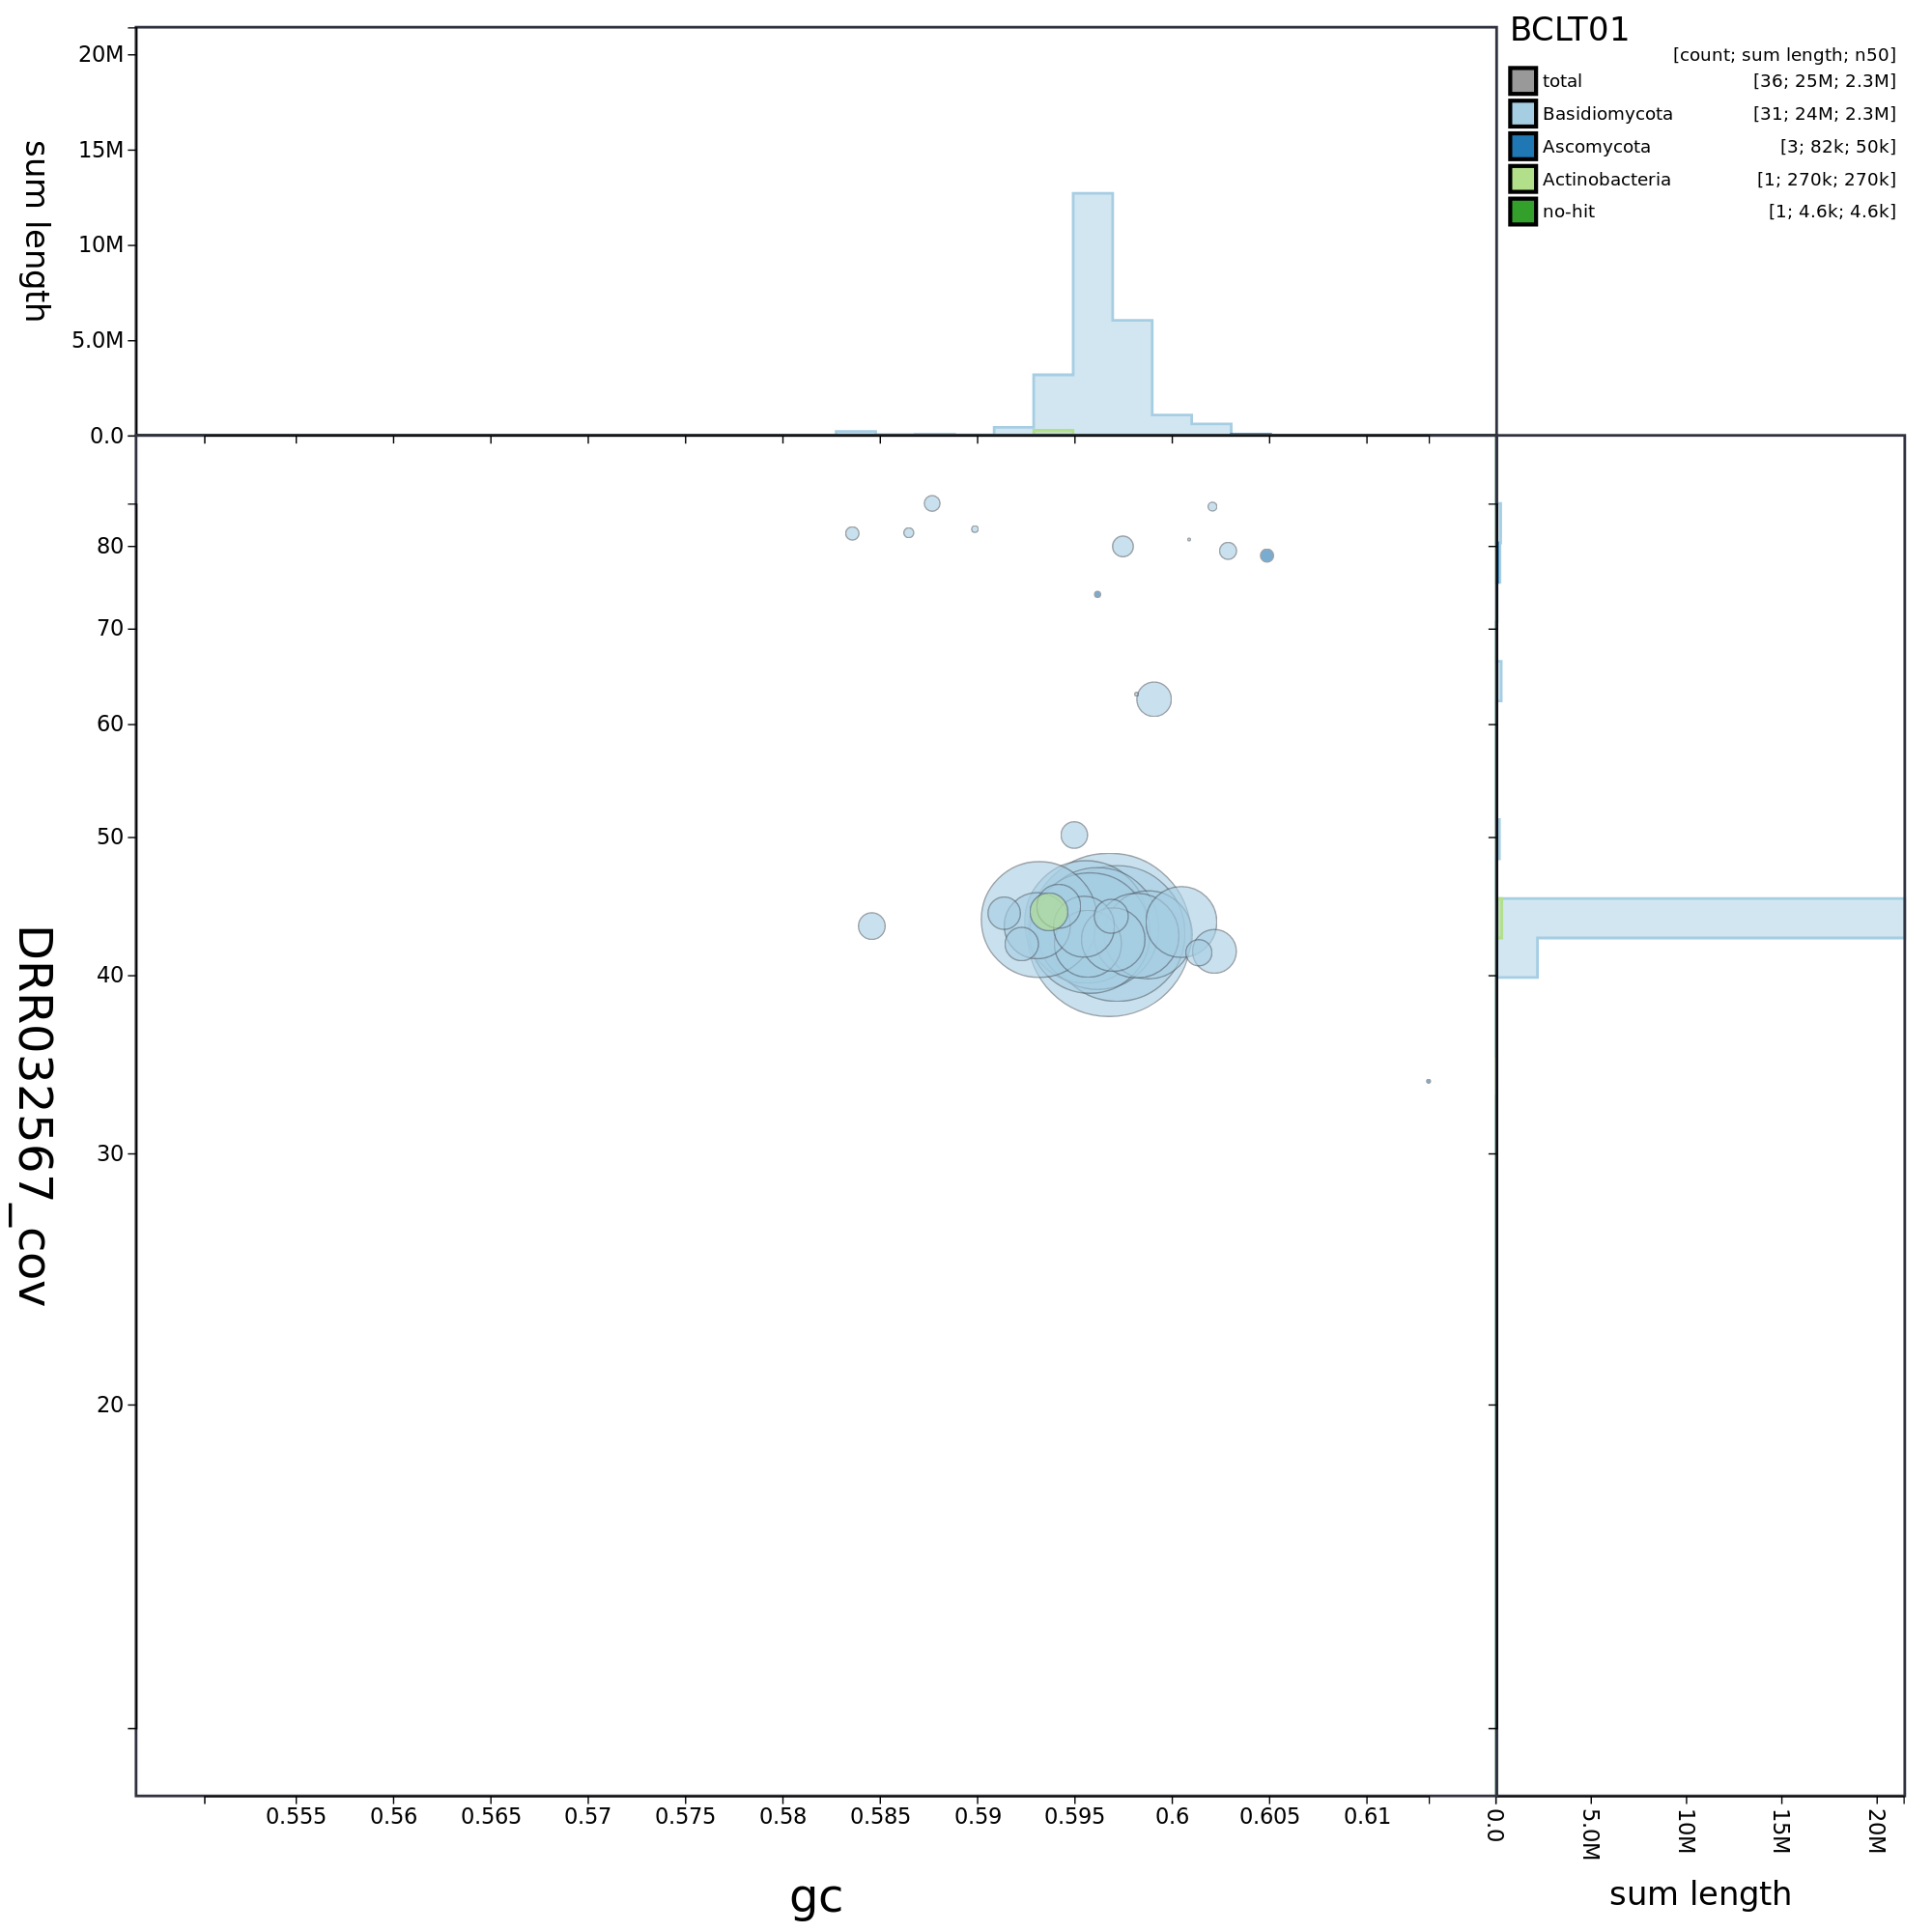 BCLT01
[count; sum length; n50]
total [36; 25M; 2.3M]
Basidiomycota [31; 24M; 2.3M]
Ascomycota [3; 82k; 50k]
Actinobacteria [1; 270k; 270k]
no-hit [1; 4.6k; 4.6k]
sum length
20M
15M
10M
5.0M
0.0
DRR032567_cov
80
70
60
50
40
30
20
0.555 0.56 0.565 0.57 0.575 0.58 0.585 0.59 0.595 0.6 0.605 0.61
gc
0.0 5.0M 10M 15M 20M
sum length